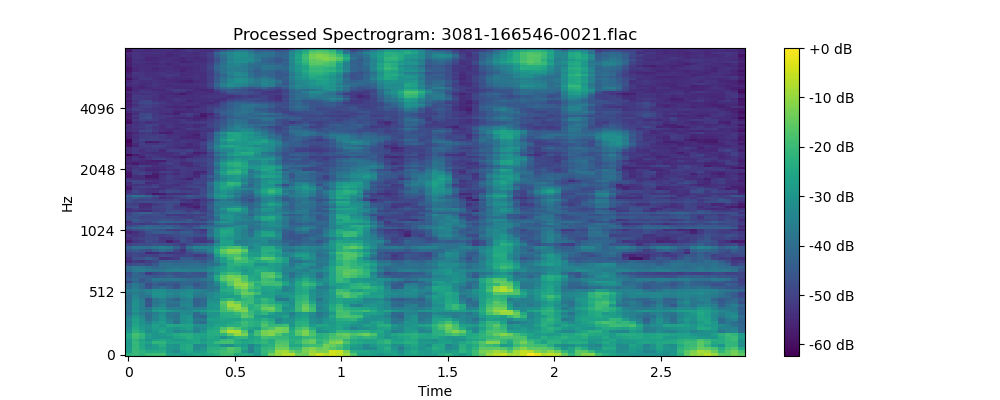 Processed Spectrogram: 3081-166546-0021.flac
+0 dB
-10 dB
-20 dB
-30 dB
-40 dB
-50 dB
-60 dB
Hz
4096
2048
1024
512
0
0
0.5
1
1.5
2
2.5
Time